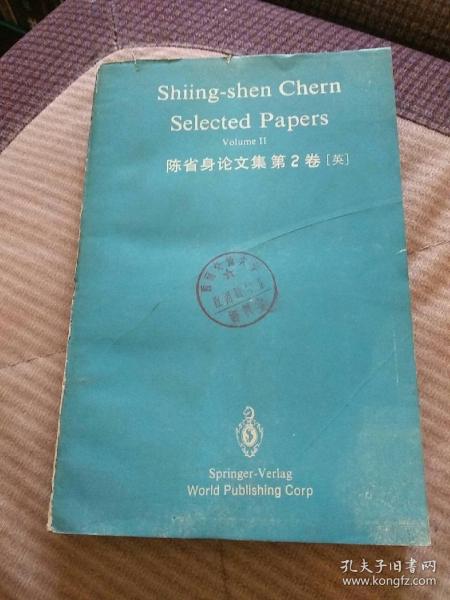 Shiing-shen Chern
Selected Papers
Volume II
陈省身论文集第2卷[英]
Springer-Verlag
World Publishing Corp
孔夫子旧书网
www.kongfz.com